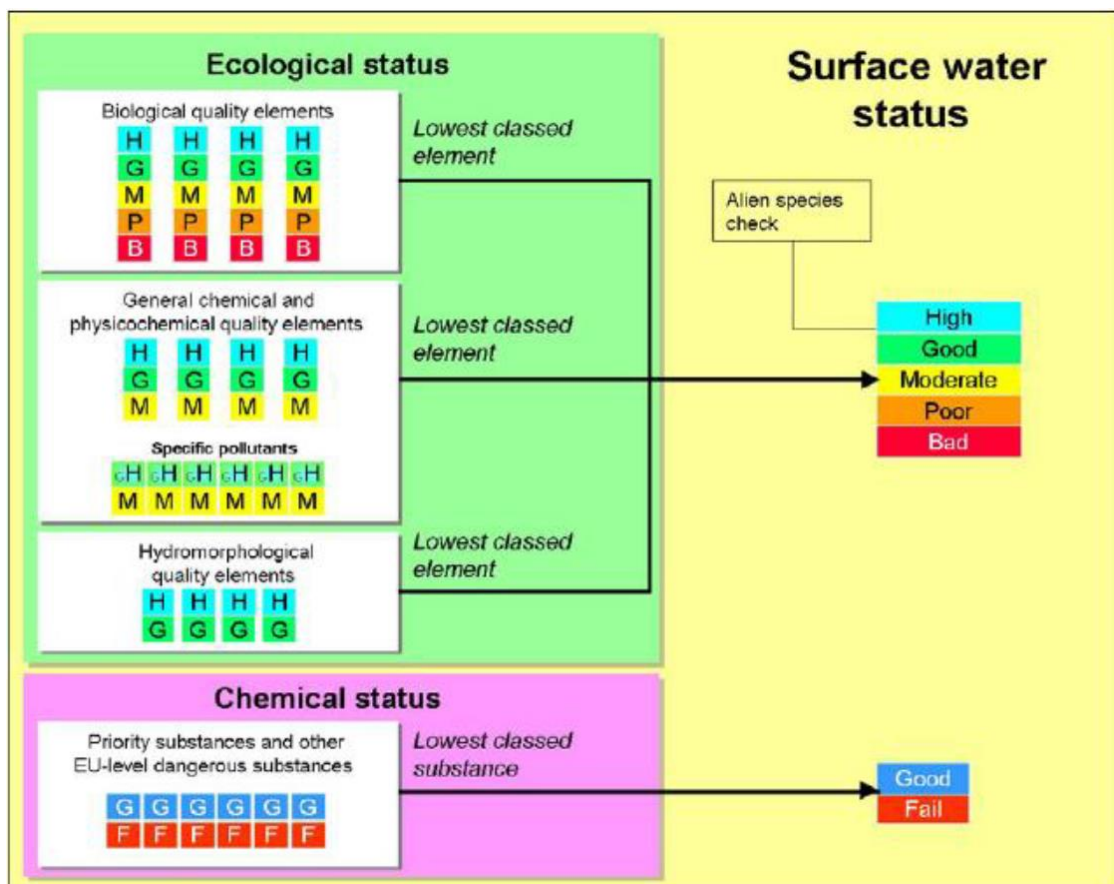 Ecological status
Surface water
status
Biological quality elements
H H H H
G G G G
M M M M
P P P P
B B B B
Lowest classed
element
Alien species
check
General chemical and
physicochemical quality elements
H H H H
G G G G
M M M M
Lowest classed
element
High
Good
Moderate
Poor
Bad
Specific pollutants
GH GH GH GH GH GH
M M M M M M
Hydromorphological
quality elements
H H H H
G G G G
Lowest classed
element
Chemical status
Priority substances and other
EU-level dangerous substances
G G G G G G
F F F F F F
Lowest classed
substance
Good
Fail